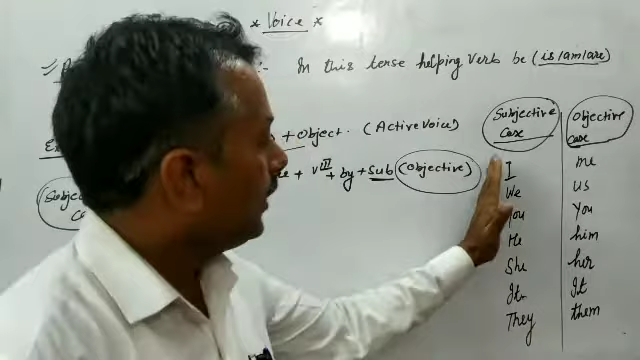 * Voice *
:- In this tense helping verb be (is/am/are)
+ Object. (Active Voice)
+ VIII + by + Sub (Objective)
Subjective Case | Objective Case
I | me
We | us
You | You
He | him
She | her
It | It
They | them